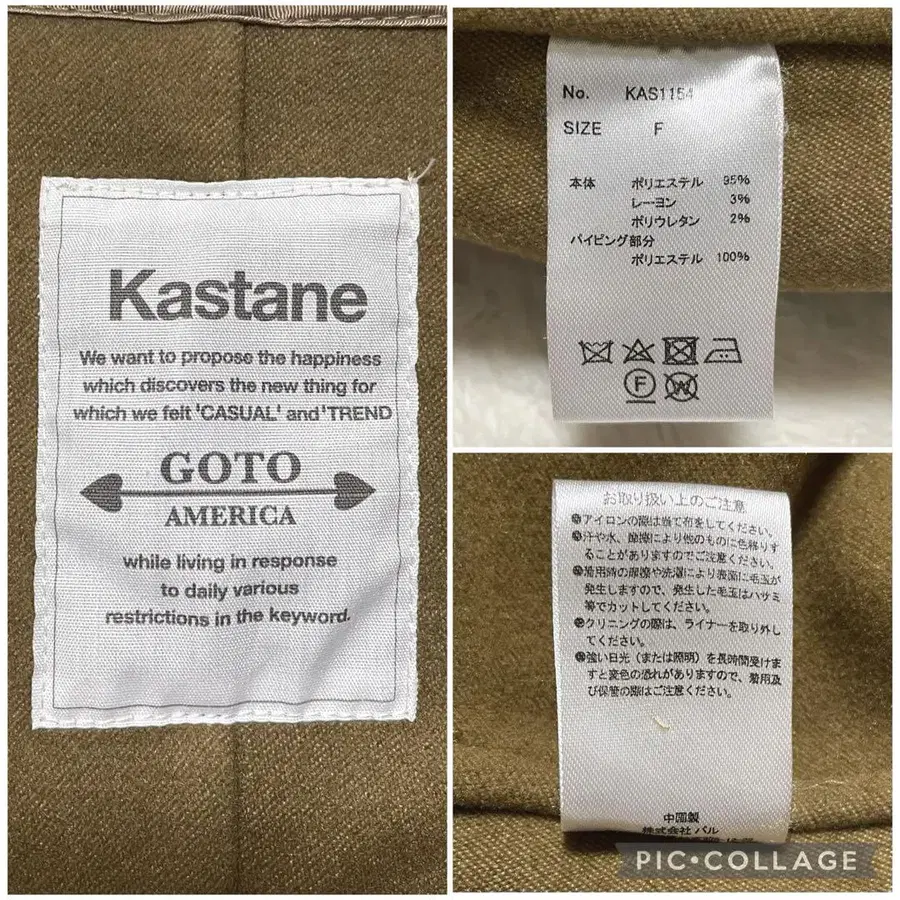 Kastane
We want to propose the happiness
which discovers the new thing for
which we felt 'CASUAL' and 'TREND
GOTO
AMERICA
while living in response
to daily various
restrictions in the keyword.
No. KAS1154
SIZE F
本体 ポリエステル 95%
レーヨン 3%
ポリウレタン 2%
パイピング部分
ポリエステル 100%
F
W
お取り扱い上のご注意
●アイロンの際は当て布をしてください。
●汗や水、摩擦により他のものに色移りす
ることがありますのでご注意ください。
●着用時の摩擦や洗濯により表面に毛玉が
発生しますので、発生した毛玉はハサミ
等でカットしてください。
●クリニングの際は、ライナーを取り外し
てください。
●強い日光（または照明）を長時間受けま
すと変色の恐れがありますので、着用及
び保管の際はご注意ください。
中国製
株式会社 パル
PIC•COLLAGE